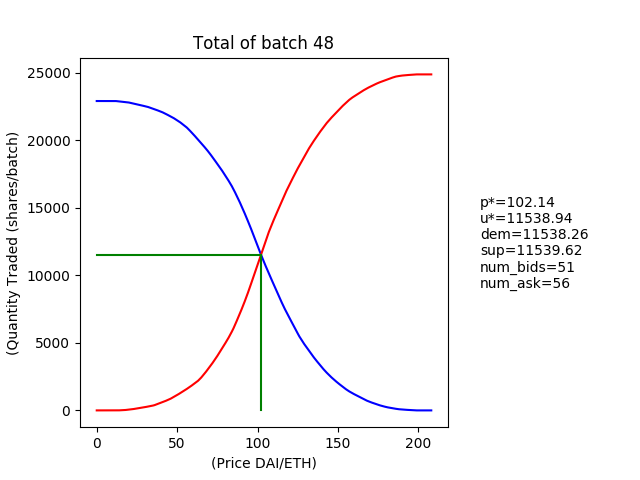 Total of batch 48
(Quantity Traded (shares/batch)
25000
20000
15000
10000
5000
0
0 50 100 150 200
(Price DAI/ETH)
p*=102.14
u*=11538.94
dem=11538.26
sup=11539.62
num_bids=51
num_ask=56